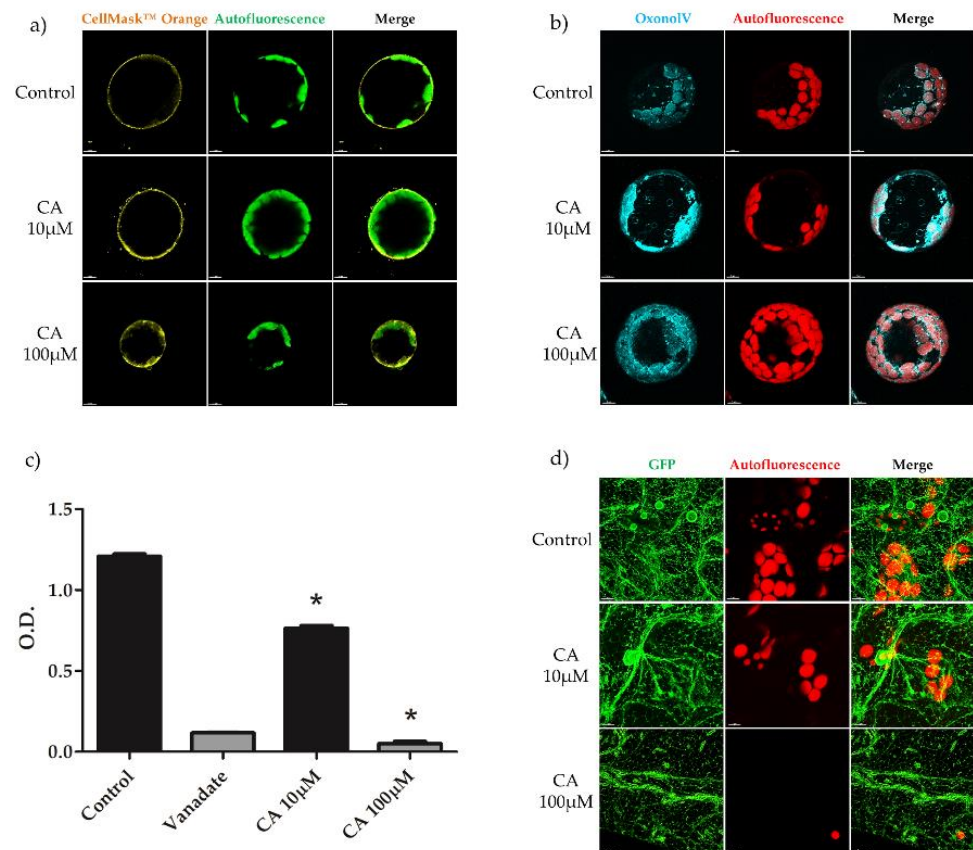 a)
CellMask™ Orange Autofluorescence Merge
Control
CA
10µM
CA
100µM
b)
OxonolV Autofluorescence Merge
Control
CA
10µM
CA
100µM
c)
O.D.
1.5
1.0
0.5
0.0
*
*
Control
Vanadate
CA 10µM
CA 100µM
d)
GFP Autofluorescence Merge
Control
CA
10µM
CA
100µM